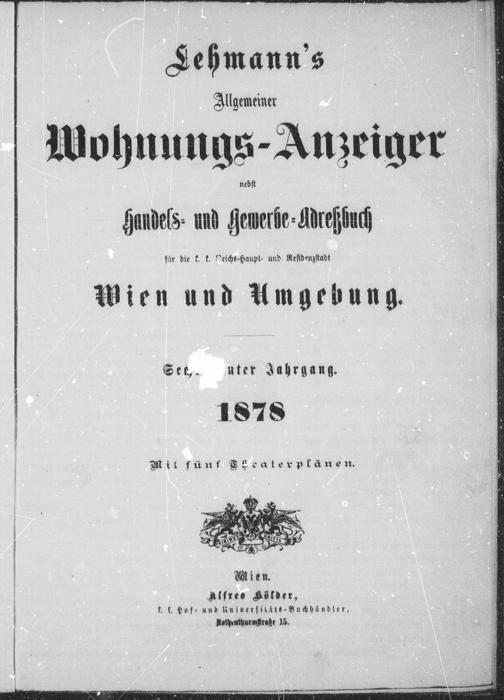 Lehmann's
Allgemeiner
Wohnungs-Anzeiger
nebst
Handels- und Gewerbe-Adreßbuch
für die k. k. Reichs-Haupt- und Residenzstadt
Wien und Umgebung.
Jahrgang.
1878
Mit fünf Theaterplänen.
Wien.
Alfred Hölder,
k. k. Hof- und Universitäts-Buchhändler,
Rothenthurmstraße 15.